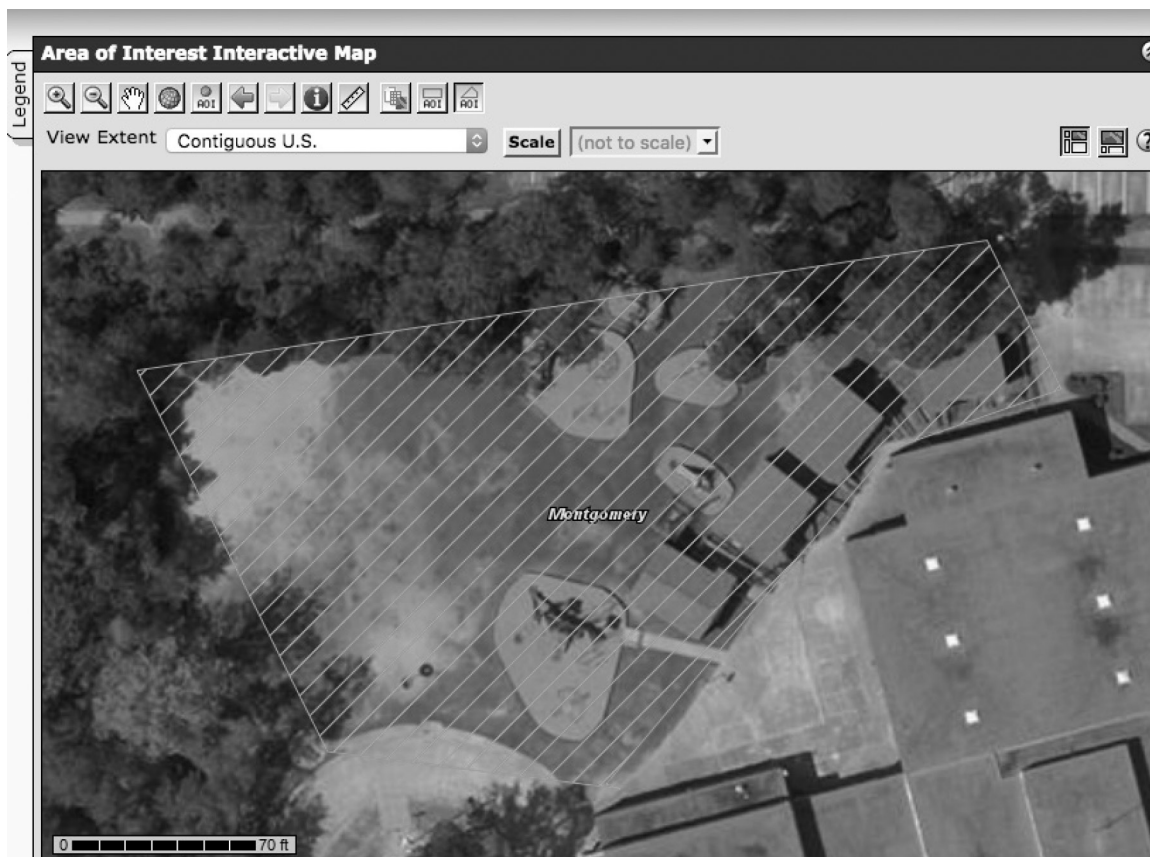 Legend
Area of Interest Interactive Map
AOI
i
AOI
AOI
View Extent Contiguous U.S. Scale (not to scale) ?
Montgomery
0 70 ft